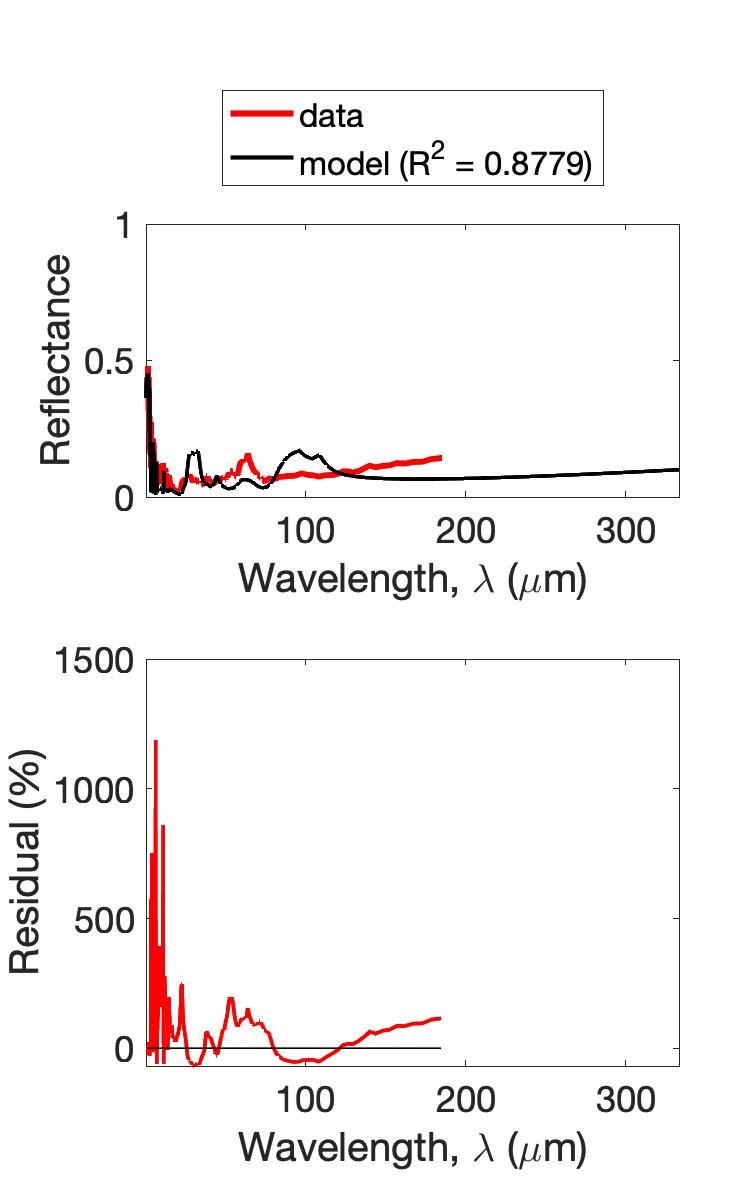 data
model (R² = 0.8779)
1
0.5
0
Reflectance
100 200 300
Wavelength, λ (μm)
1500
1000
500
0
Residual (%)
100 200 300
Wavelength, λ (μm)